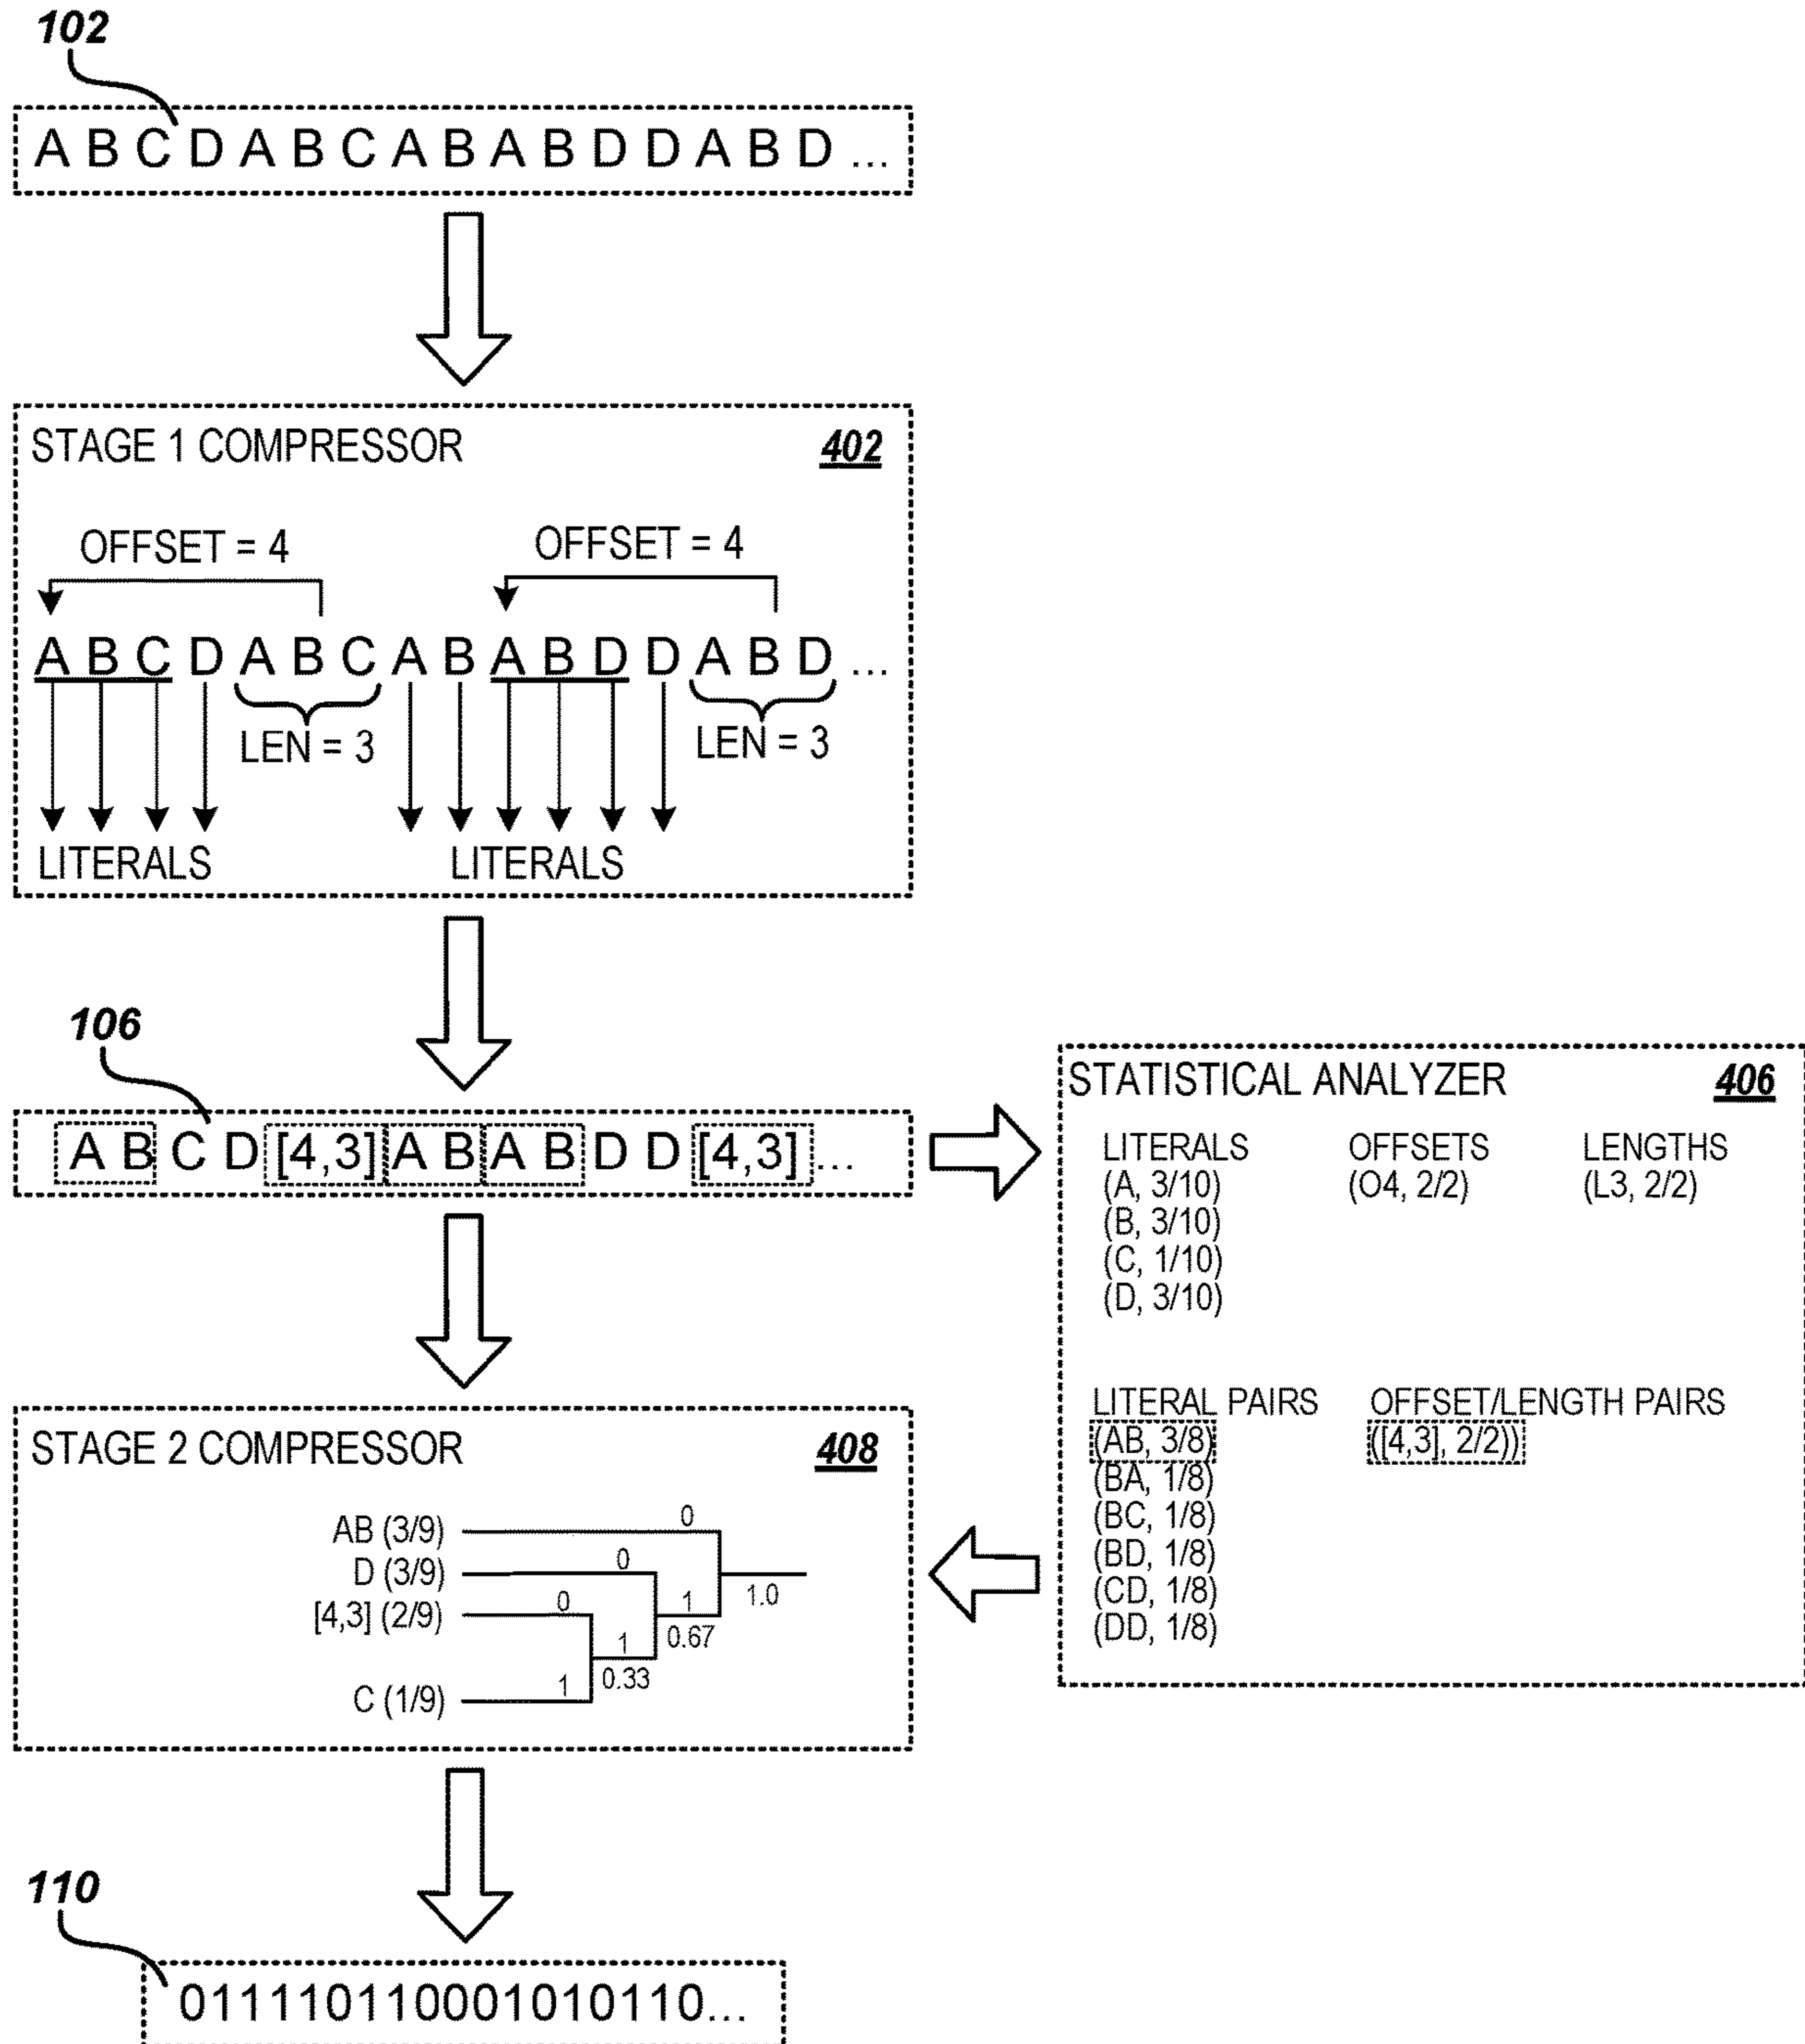 102
A B C D A B C A B A B D D A B D ...
STAGE 1 COMPRESSOR 402
OFFSET = 4 OFFSET = 4
A B C D A B C A B A B D D A B D ...
LEN = 3 LEN = 3
LITERALS LITERALS
106
A B C D [4,3] A B A B D D [4,3] ...
STATISTICAL ANALYZER 406
LITERALS OFFSETS LENGTHS
(A, 3/10) (O4, 2/2) (L3, 2/2)
(B, 3/10)
(C, 1/10)
(D, 3/10)
LITERAL PAIRS OFFSET/LENGTH PAIRS
(AB, 3/8) ([4,3], 2/2))
(BA, 1/8)
(BC, 1/8)
(BD, 1/8)
(CD, 1/8)
(DD, 1/8)
STAGE 2 COMPRESSOR 408
AB (3/9) 0
D (3/9) 0 1.0
[4,3] (2/9) 0 1 0.67
1 0.33
C (1/9) 1
110
011110110001010110...